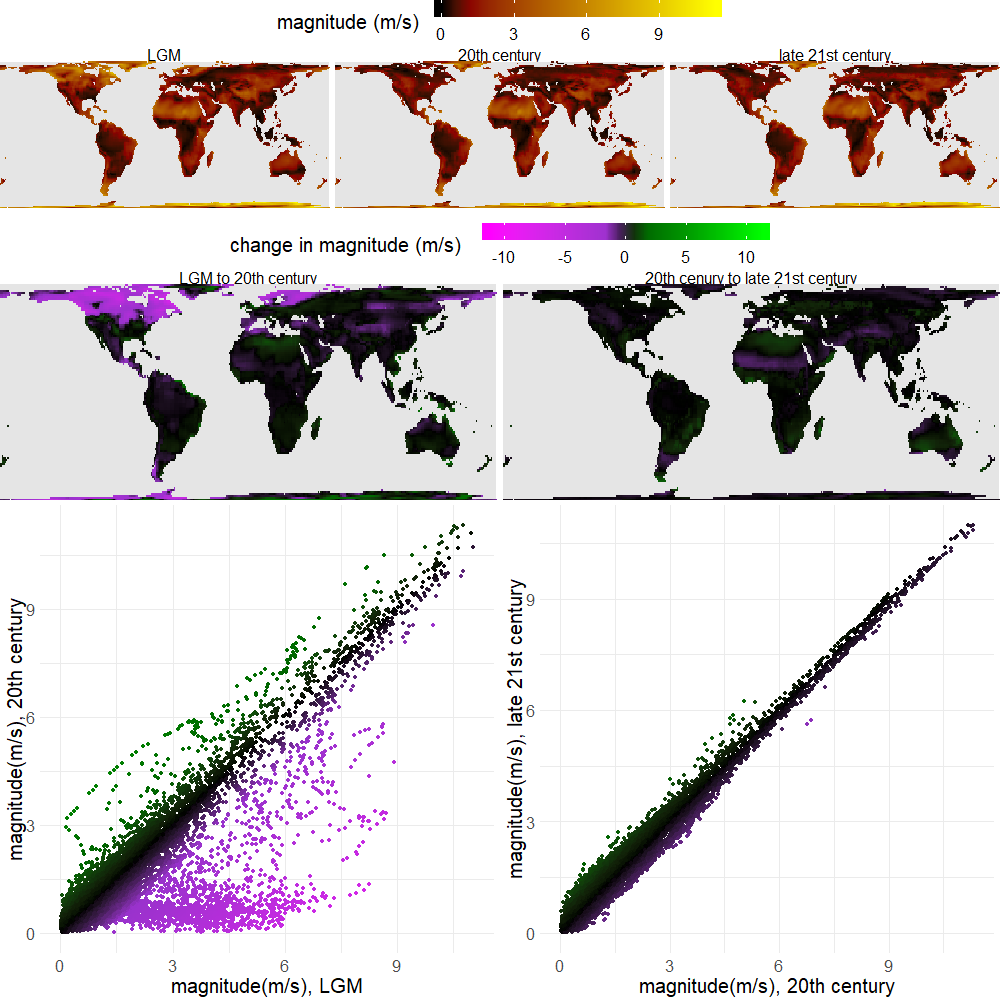 magnitude (m/s)
0 3 6 9
LGM 20th century late 21st century
change in magnitude (m/s)
-10 -5 0 5 10
LGM to 20th century 20th cenury to late 21st century
magnitude(m/s), 20th century
9
6
3
0
0 3 6 9
magnitude(m/s), LGM
magnitude(m/s), late 21st century
9
6
3
0
0 3 6 9
magnitude(m/s), 20th century